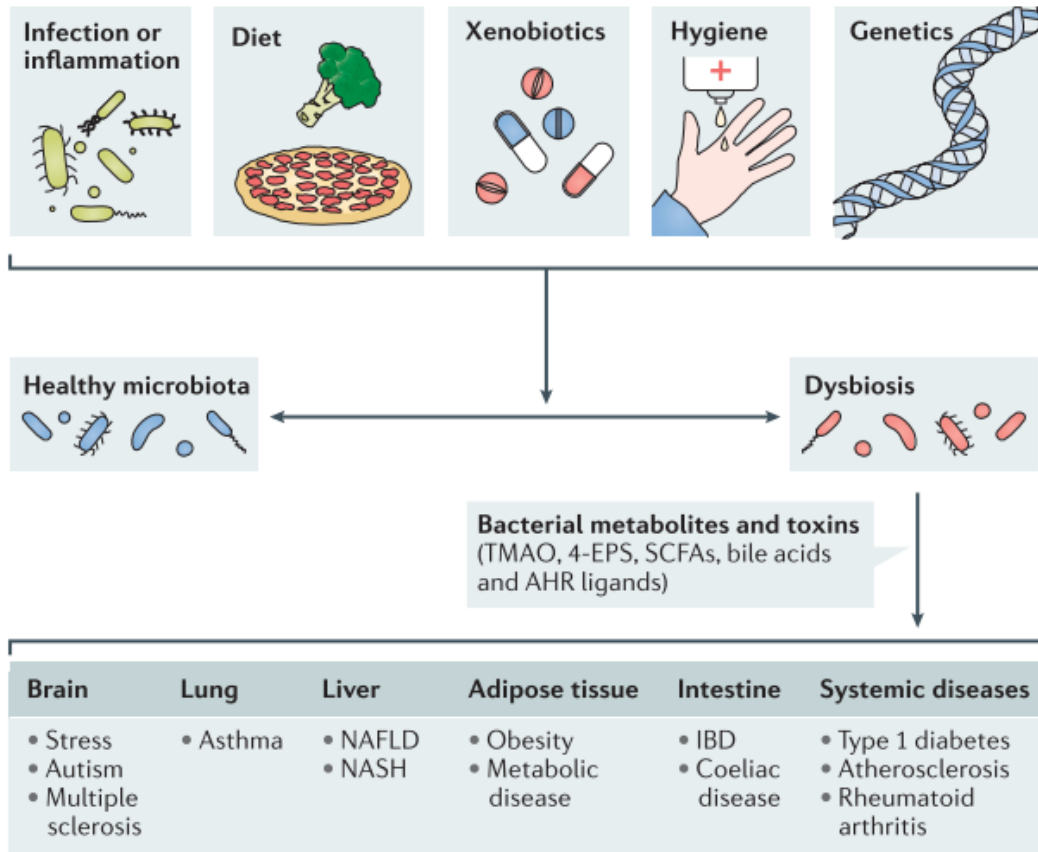 Infection or
inflammation
Diet
Xenobiotics
Hygiene
Genetics
Healthy microbiota
Dysbiosis
Bacterial metabolites and toxins
(TMAO, 4-EPS, SCFAs, bile acids
and AHR ligands)
Brain
• Stress
• Autism
• Multiple
sclerosis
Lung
• Asthma
Liver
• NAFLD
• NASH
Adipose tissue
• Obesity
• Metabolic
disease
Intestine
• IBD
• Coeliac
disease
Systemic diseases
• Type 1 diabetes
• Atherosclerosis
• Rheumatoid
arthritis